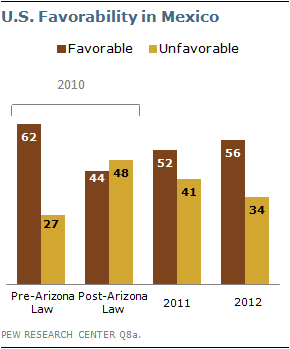 U.S. Favorability in Mexico
Favorable Unfavorable
2010
62
27
44
48
52
41
56
34
Pre-Arizona Law
Post-Arizona Law
2011
2012
PEW RESEARCH CENTER Q8a.